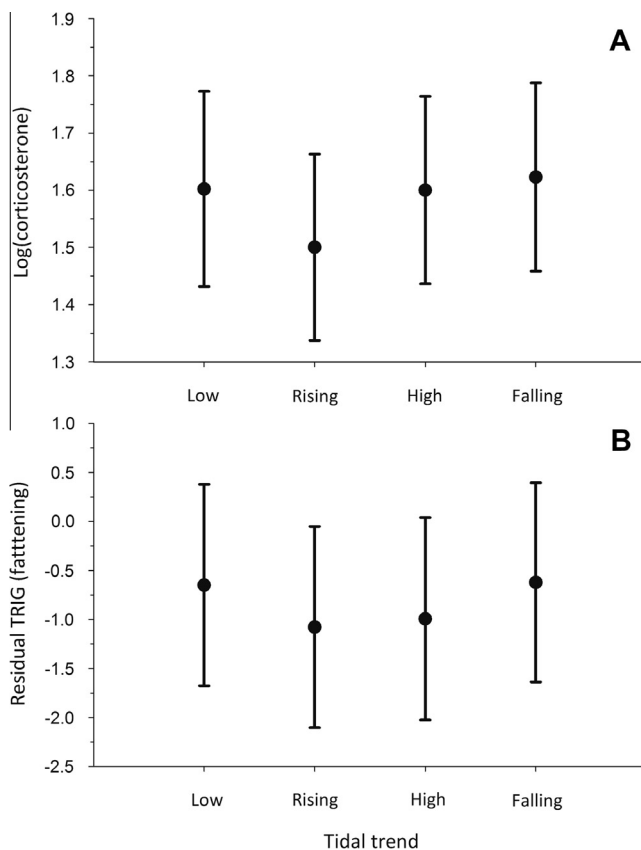 A
Log(corticosterone)
1.9
1.8
1.7
1.6
1.5
1.4
1.3
Low Rising High Falling
B
Residual TRIG (fatttening)
1.0
0.5
0.0
-0.5
-1.0
-1.5
-2.0
-2.5
Low Rising High Falling
Tidal trend